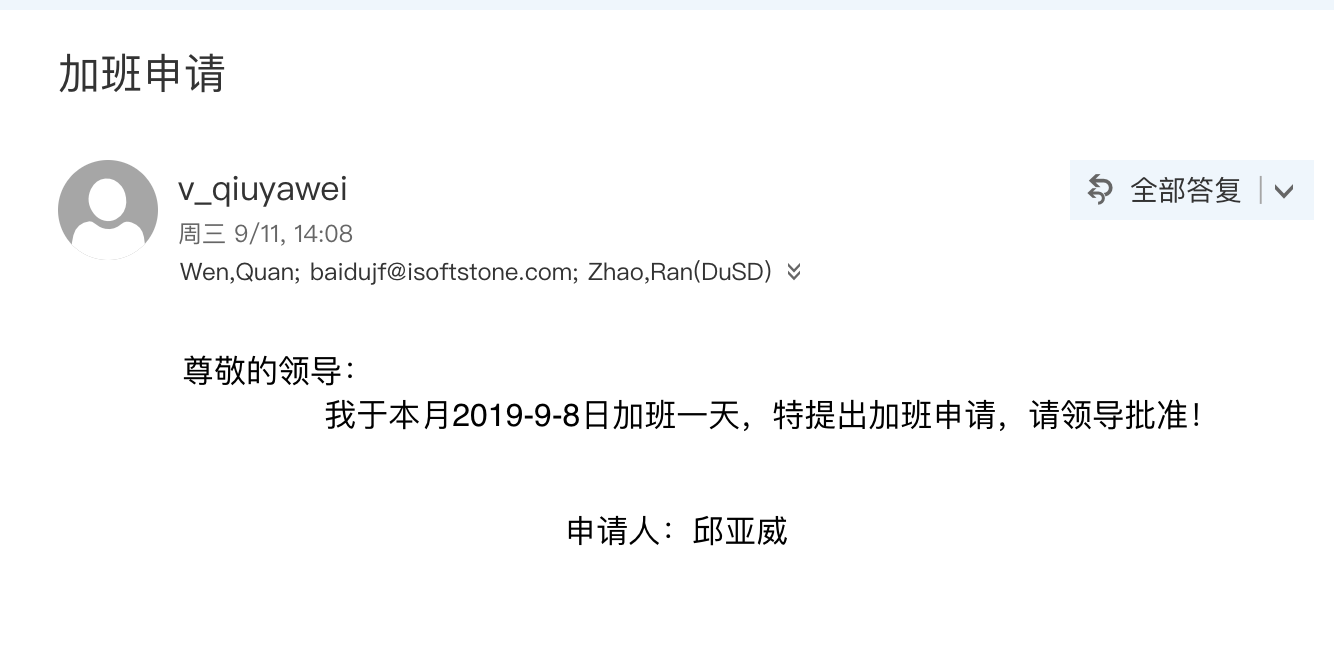 加班申请
v_qiuyawei
全部答复
周三 9/11, 14:08
Wen,Quan; baidujf@isoftstone.com; Zhao,Ran(DuSD)
尊敬的领导：
我于本月2019-9-8日加班一天，特提出加班申请，请领导批准！
申请人：邱亚威